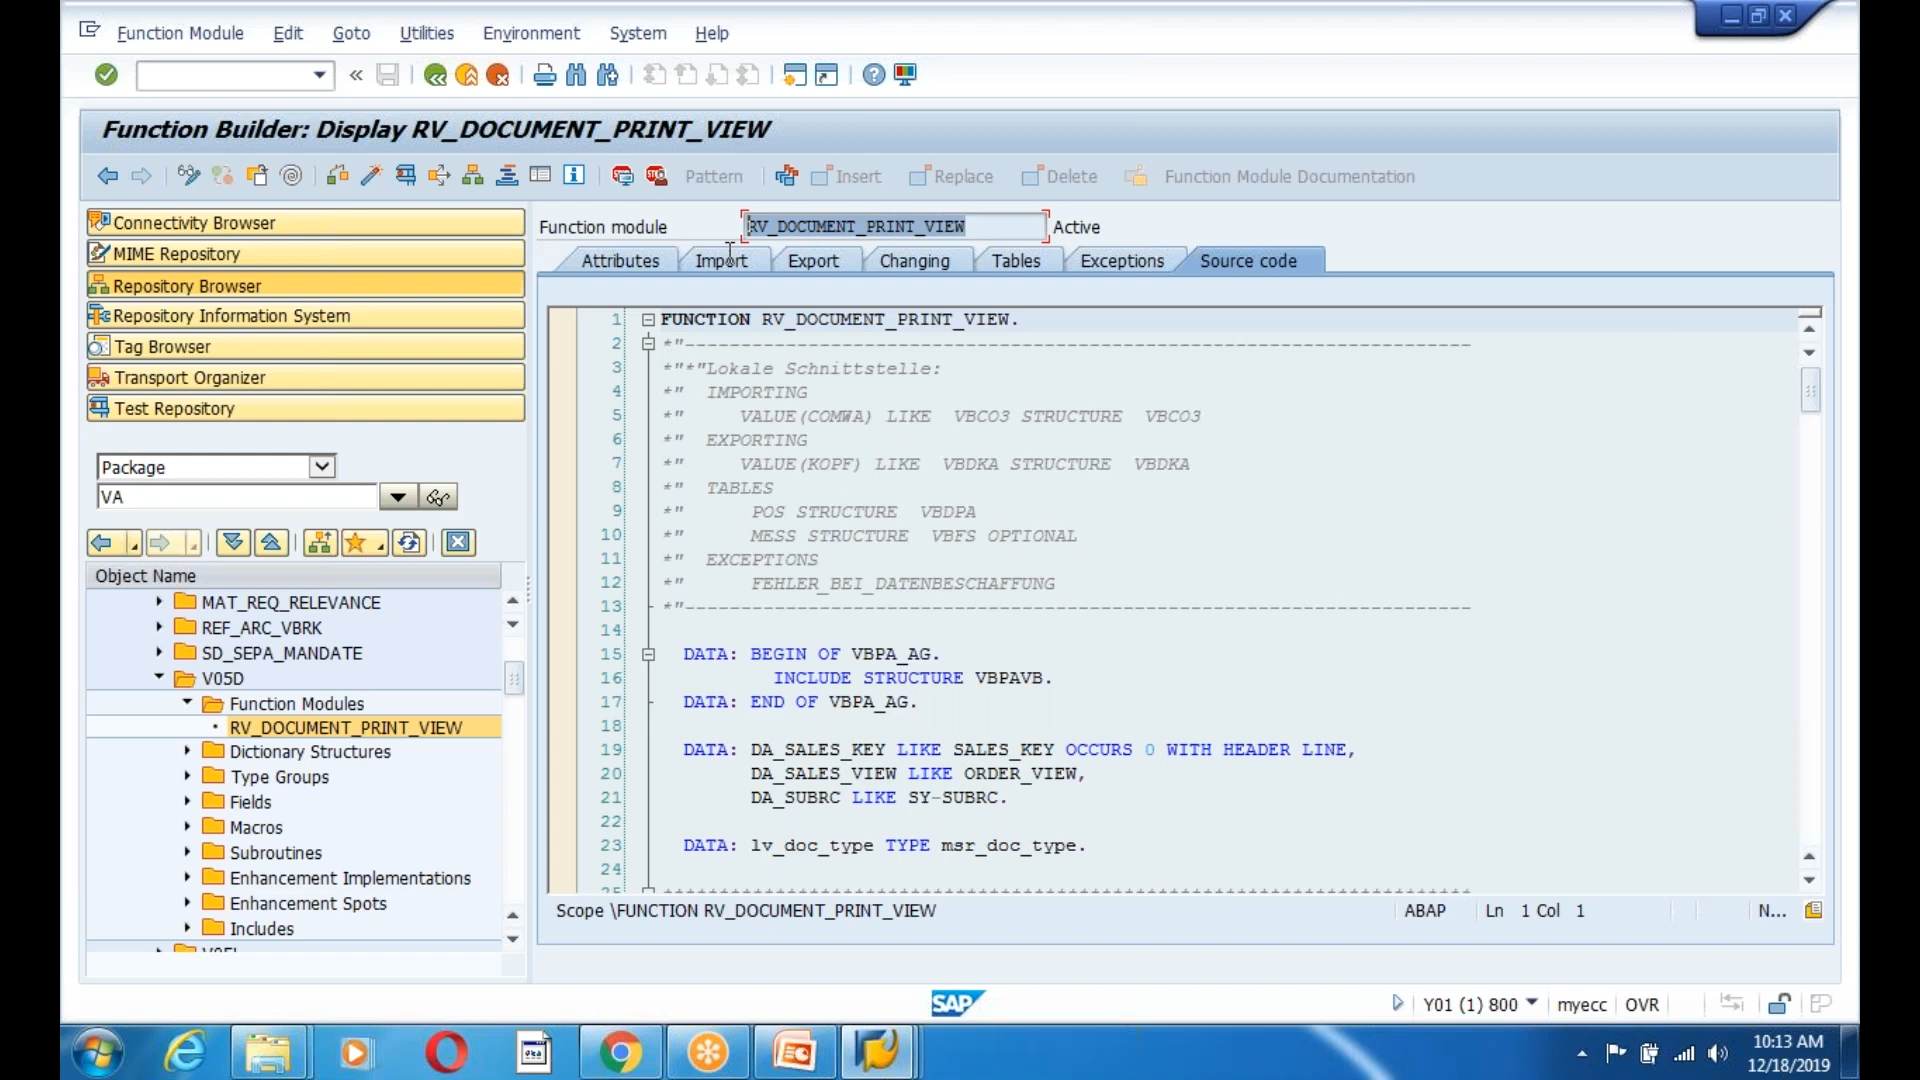 Function Module Edit Goto Utilities Environment System Help
Function Builder: Display RV_DOCUMENT_PRINT_VIEW
Pattern Insert Replace Delete Function Module Documentation
Connectivity Browser
MIME Repository
Repository Browser
Repository Information System
Tag Browser
Transport Organizer
Test Repository
Package
VA
Object Name
MAT_REQ_RELEVANCE
REF_ARC_VBRK
SD_SEPA_MANDATE
V05D
Function Modules
RV_DOCUMENT_PRINT_VIEW
Dictionary Structures
Type Groups
Fields
Macros
Subroutines
Enhancement Implementations
Enhancement Spots
Includes
Function module RV_DOCUMENT_PRINT_VIEW Active
Attributes Import Export Changing Tables Exceptions Source code
1 FUNCTION RV_DOCUMENT_PRINT_VIEW.
2 *"----------------------------------------------------------------------
3 *"*"Lokale Schnittstelle:
4 *" IMPORTING
5 *" VALUE(COMWA) LIKE VBCO3 STRUCTURE VBCO3
6 *" EXPORTING
7 *" VALUE(KOPF) LIKE VBDKA STRUCTURE VBDKA
8 *" TABLES
9 *" POS STRUCTURE VBDPA
10 *" MESS STRUCTURE VBFS OPTIONAL
11 *" EXCEPTIONS
12 *" FEHLER_BEI_DATENBESCHAFFUNG
13 *"----------------------------------------------------------------------
14
15 DATA: BEGIN OF VBPA_AG.
16 INCLUDE STRUCTURE VBPAVB.
17 DATA: END OF VBPA_AG.
18
19 DATA: DA_SALES_KEY LIKE SALES_KEY OCCURS 0 WITH HEADER LINE,
20 DA_SALES_VIEW LIKE ORDER_VIEW,
21 DA_SUBRC LIKE SY-SUBRC.
22
23 DATA: lv_doc_type TYPE msr_doc_type.
24
Scope \FUNCTION RV_DOCUMENT_PRINT_VIEW ABAP Ln 1 Col 1 N...
SAP
Y01 (1) 800 myecc OVR
10:13 AM
12/18/2019